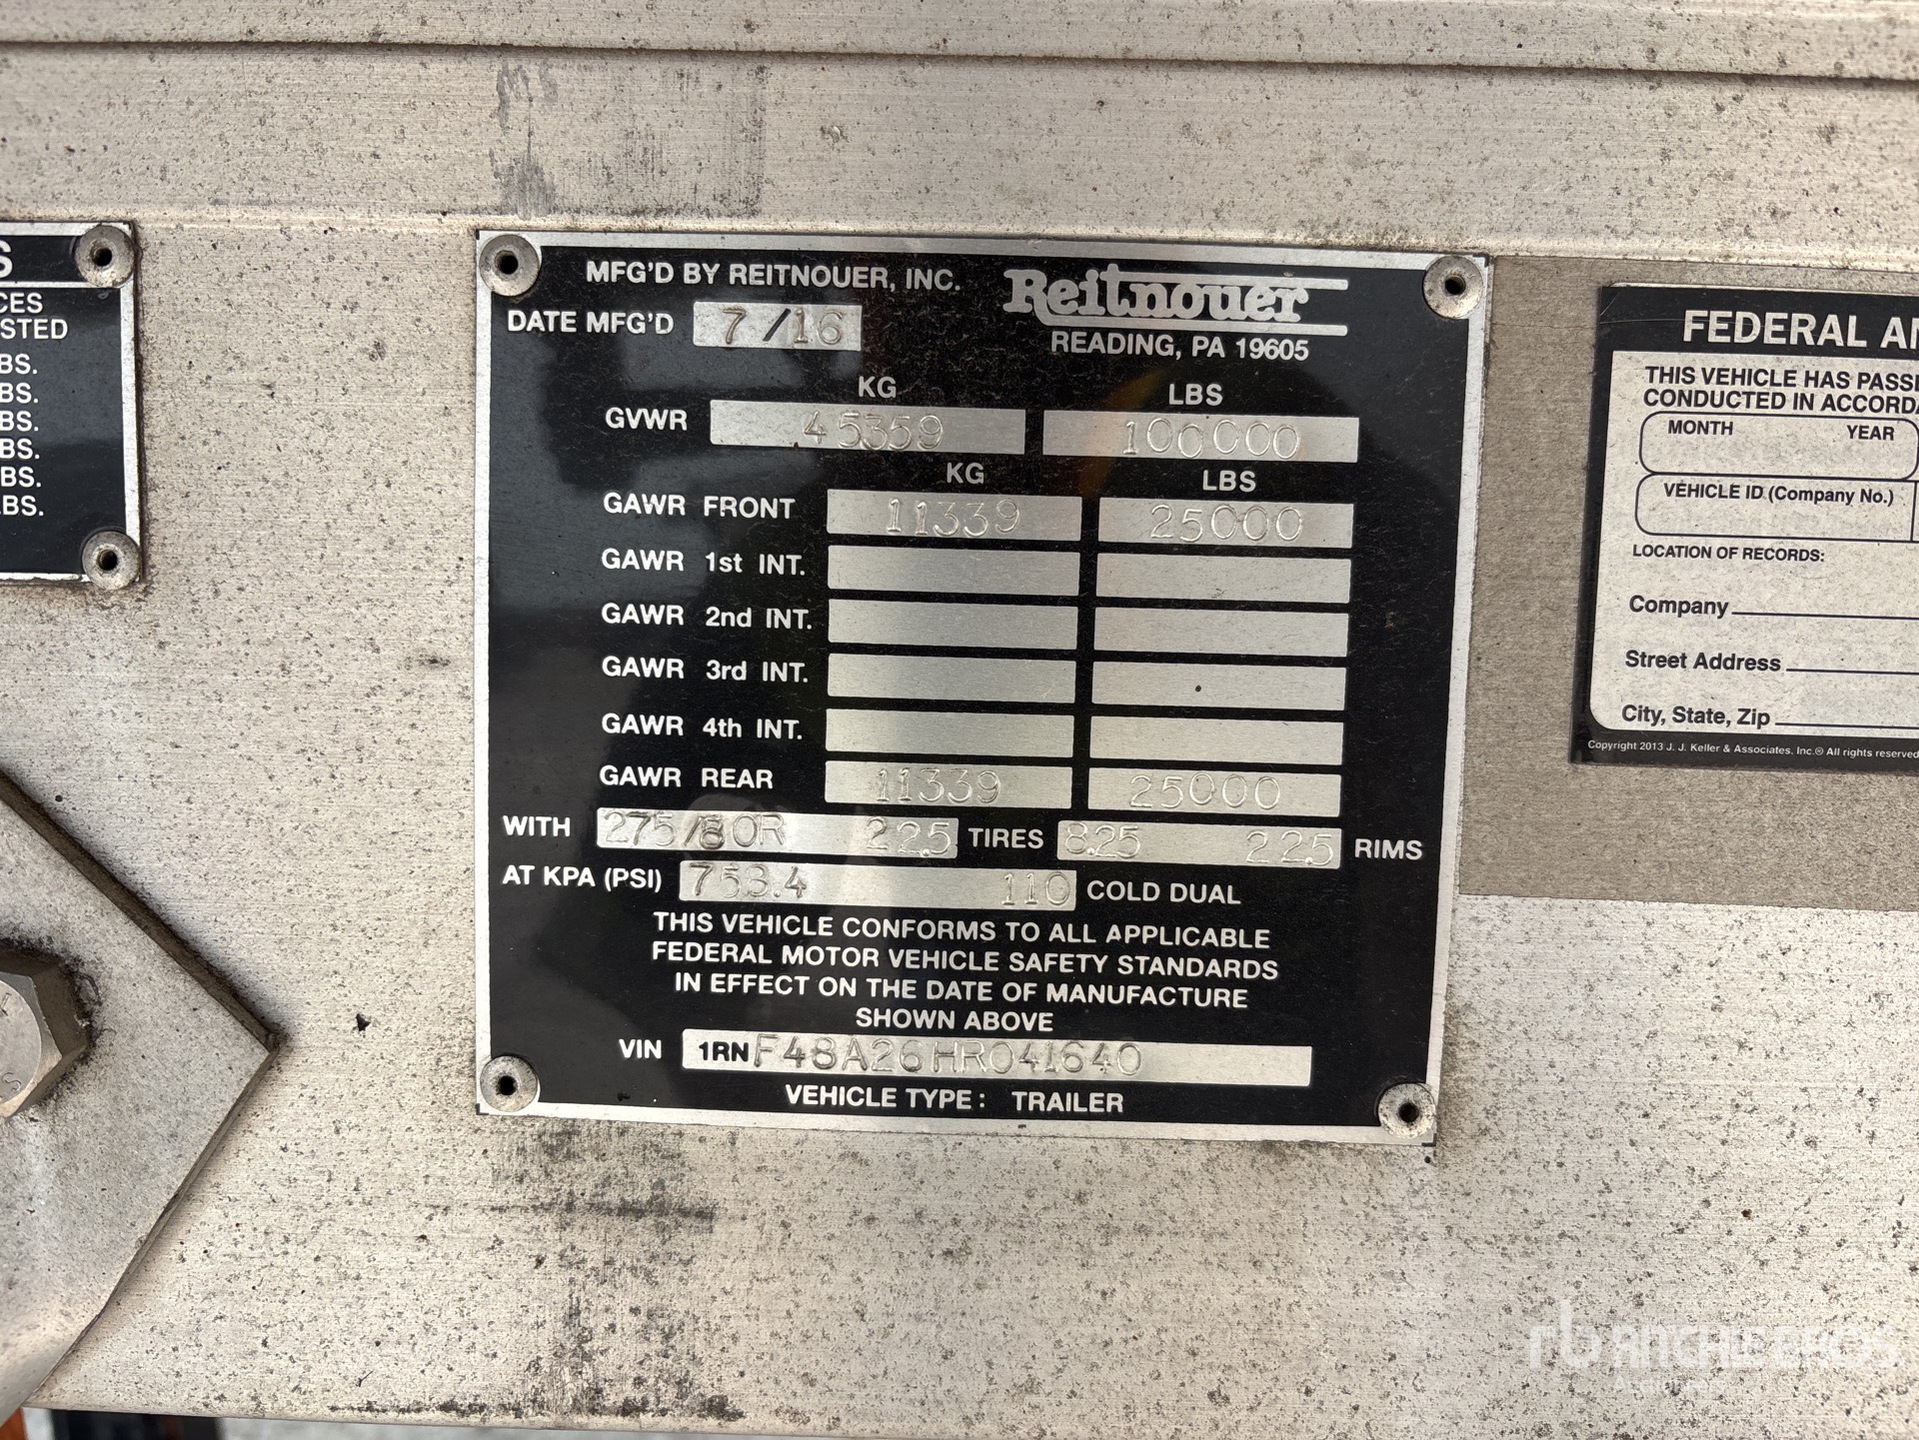 S
CES
STED
BS.
BS.
BS.
BS.
BS.
LBS.
MFG'D BY REITNOUER, INC.
Reitnouer
DATE MFG'D 7/16
READING, PA 19605
KG LBS
GVWR 45359 100000
KG LBS
GAWR FRONT 11339 25000
GAWR 1st INT.
GAWR 2nd INT.
GAWR 3rd INT.
GAWR 4th INT.
GAWR REAR 11339 25000
WITH 275/80R 22.5 TIRES 8.25 22.5 RIMS
AT KPA (PSI) 758.4 110 COLD DUAL
THIS VEHICLE CONFORMS TO ALL APPLICABLE
FEDERAL MOTOR VEHICLE SAFETY STANDARDS
IN EFFECT ON THE DATE OF MANUFACTURE
SHOWN ABOVE
VIN 1RNF48A26HR041640
VEHICLE TYPE: TRAILER
FEDERAL AN
THIS VEHICLE HAS PASSE
CONDUCTED IN ACCORDA
MONTH YEAR
VEHICLE ID (Company No.)
LOCATION OF RECORDS:
Company
Street Address
City, State, Zip
Copyright 2013 J. J. Keller & Associates, Inc.® All rights reserved
rb RITCHIE BROS
Auctioneers